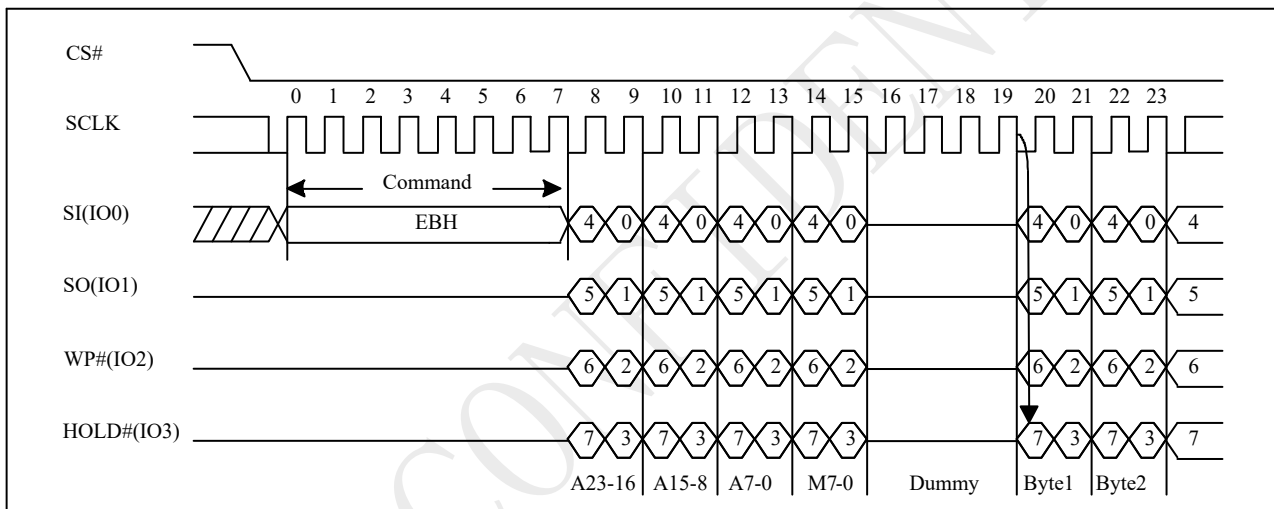 CS#
0 1 2 3 4 5 6 7 8 9 10 11 12 13 14 15 16 17 18 19 20 21 22 23
SCLK
Command
SI(IO0) EBH 4 0 4 0 4 0 4 0 4 0 4 0 4
SO(IO1) 5 1 5 1 5 1 5 1 5 1 5 1 5
WP#(IO2) 6 2 6 2 6 2 6 2 6 2 6 2 6
HOLD#(IO3) 7 3 7 3 7 3 7 3 7 3 7 3 7
A23-16 A15-8 A7-0 M7-0 Dummy Byte1 Byte2
CONFIDEN